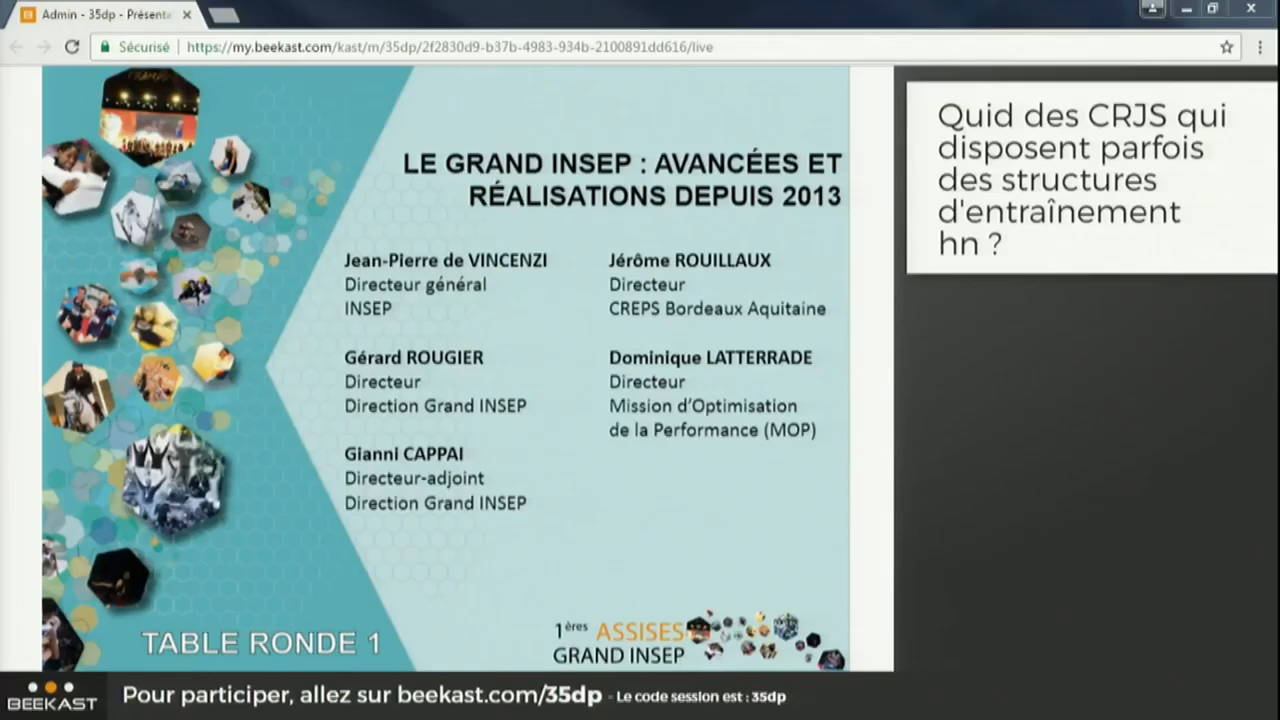 Admin - 35dp - Présenta
Sécurisé
https://my.beekast.com/kast/m/35dp/2f2830d9-b37b-4983-934b-2100891dd616/live
LE GRAND INSEP : AVANCÉES ET
RÉALISATIONS DEPUIS 2013
Jean-Pierre de VINCENZI
Directeur général
INSEP
Gérard ROUGIER
Directeur
Direction Grand INSEP
Gianni CAPPAI
Directeur-adjoint
Direction Grand INSEP
Jérôme ROUILLAUX
Directeur
CREPS Bordeaux Aquitaine
Dominique LATTERRADE
Directeur
Mission d'Optimisation
de la Performance (MOP)
TABLE RONDE 1
1ères ASSISES
GRAND INSEP
Quid des CRJS qui
disposent parfois
des structures
d'entraînement
hn ?
BEEKAST
Pour participer, allez sur beekast.com/35dp - Le code session est : 35dp